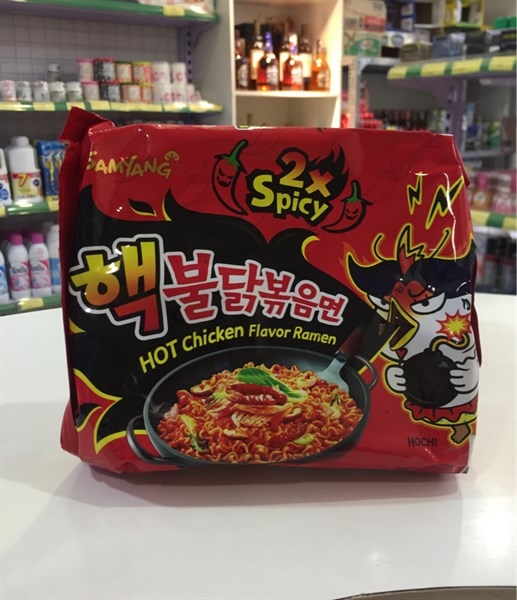 SAMYANG
2x
Spicy
핵불닭볶음면
HOT Chicken Flavor Ramen
HOCHI